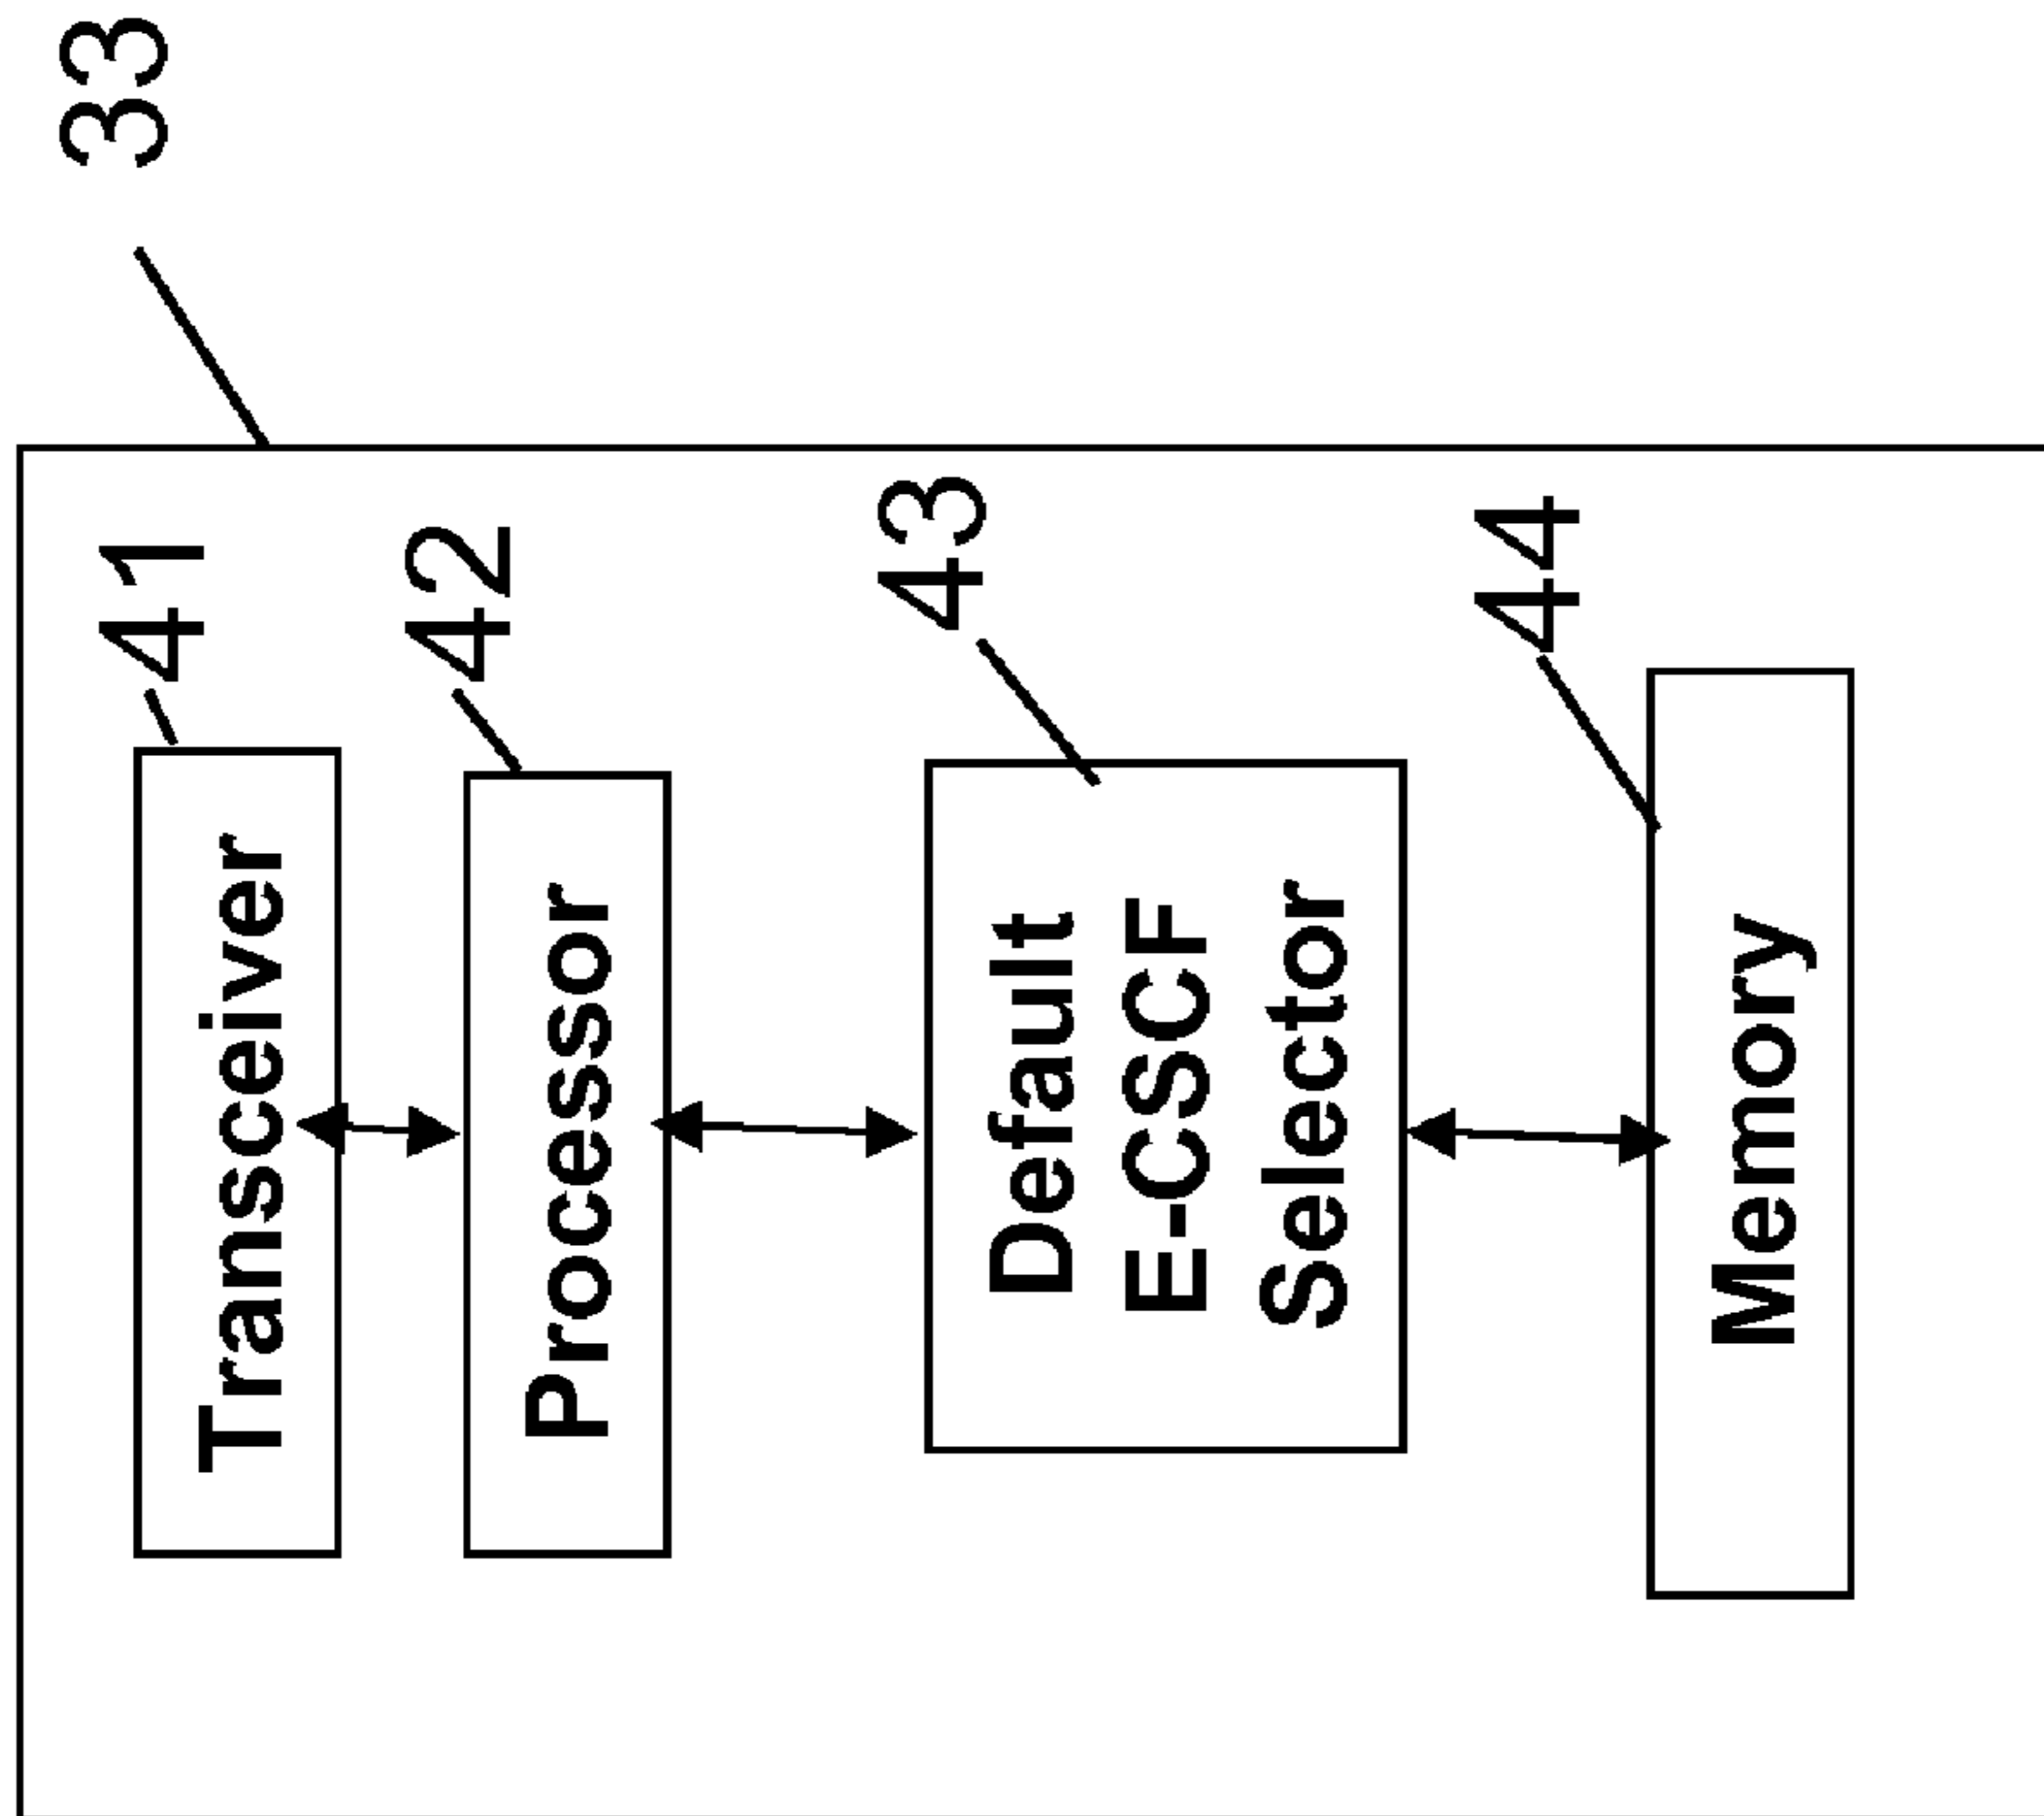 33
41
Transceiver
42
Processor
43
Default
E-CSCF
Selector
44
Memory